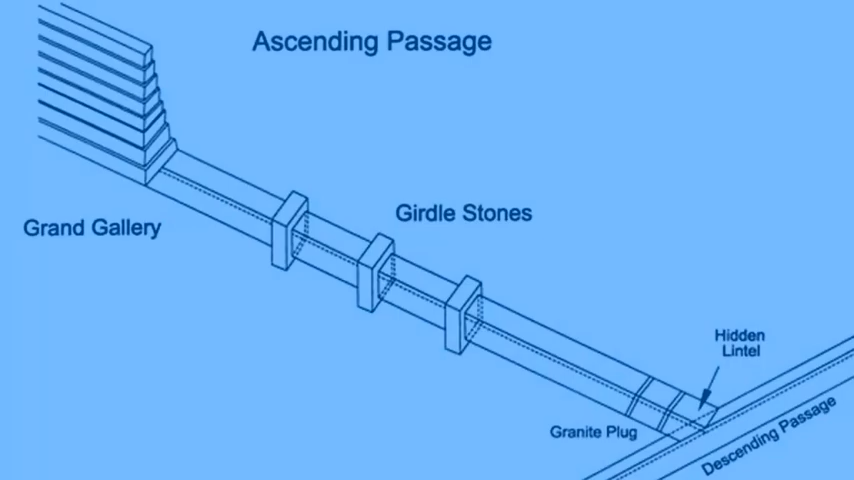 Ascending Passage
Girdle Stones
Grand Gallery
Hidden
Lintel
Granite Plug
Descending Passage